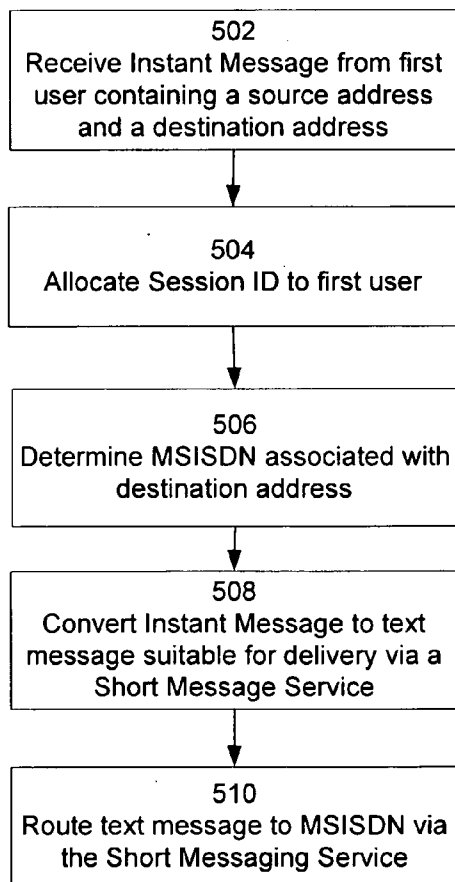 502
Receive Instant Message from first
user containing a source address
and a destination address
504
Allocate Session ID to first user
506
Determine MSISDN associated with
destination address
508
Convert Instant Message to text
message suitable for delivery via a
Short Message Service
510
Route text message to MSISDN via
the Short Messaging Service